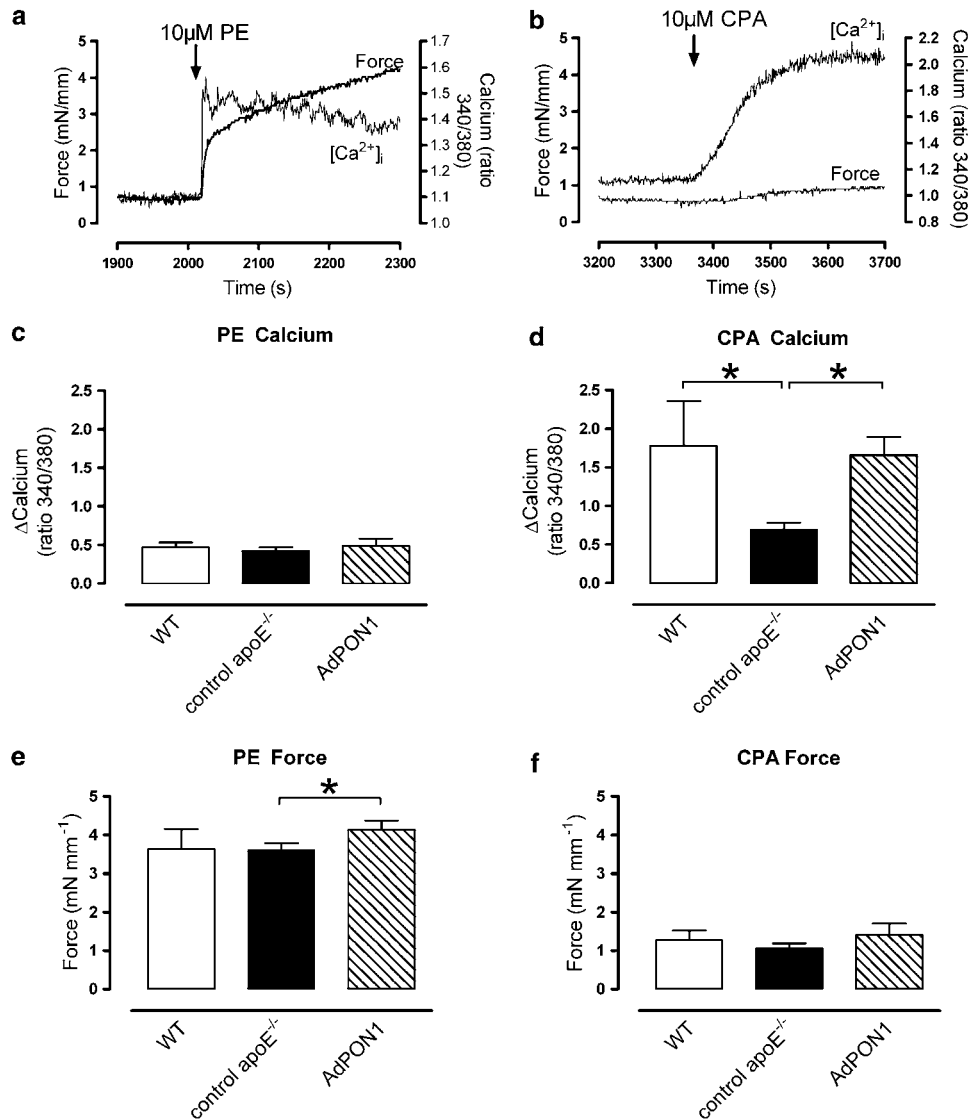 a
10µM PE
Force (mN/mm)
5
4
3
2
1
0
Force
[Ca²⁺]ᵢ
1.7
1.6
1.5
1.4
1.3
1.2
1.1
1.0
Calcium (ratio
340/380)
1900 2000 2100 2200 2300
Time (s)
b
10µM CPA
[Ca²⁺]ᵢ
Force (mN/mm)
5
4
3
2
1
0
Force
2.2
2.0
1.8
1.6
1.4
1.2
1.0
0.8
Calcium (ratio 340/380)
3200 3300 3400 3500 3600 3700
Time (s)
c
PE Calcium
ΔCalcium
(ratio 340/380)
2.5
2.0
1.5
1.0
0.5
0.0
WT
control apoE⁻/⁻
AdPON1
d
CPA Calcium
* *
ΔCalcium
(ratio 340/380)
2.5
2.0
1.5
1.0
0.5
0.0
WT
control apoE⁻/⁻
AdPON1
e
PE Force
*
Force (mN mm⁻¹)
5
4
3
2
1
0
WT
control apoE⁻/⁻
AdPON1
f
CPA Force
Force (mN mm⁻¹)
5
4
3
2
1
0
WT
control apoE⁻/⁻
AdPON1